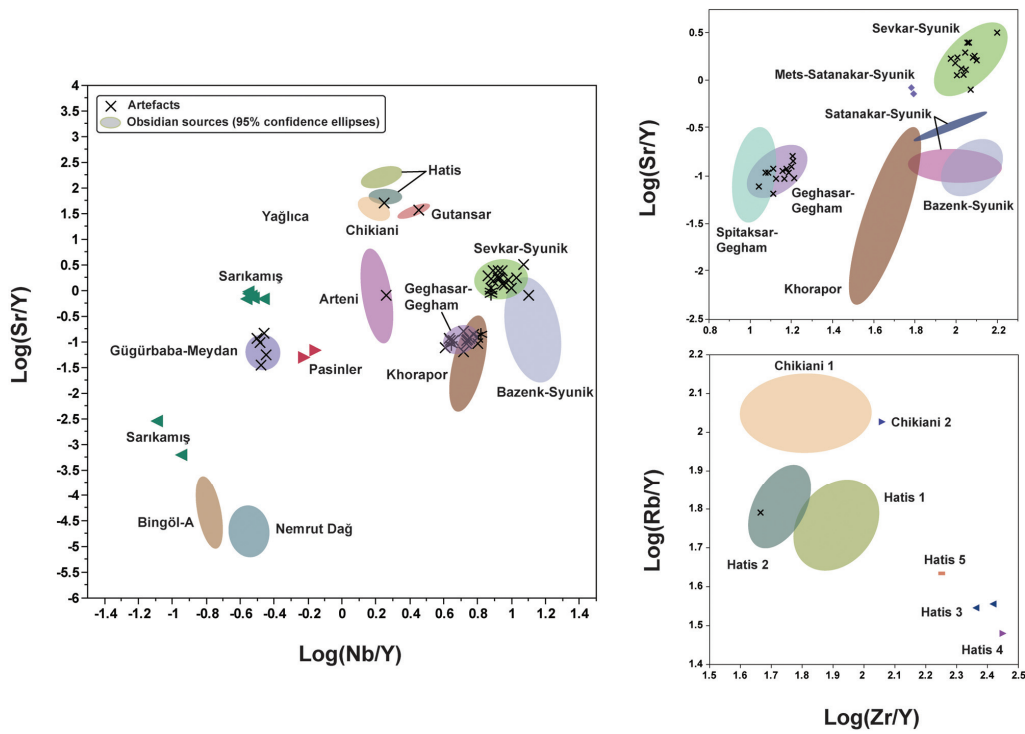 4
3.5
3
2.5
2
1.5
1
0.5
0
-0.5
-1
-1.5
-2
-2.5
-3
-3.5
-4
-4.5
-5
-5.5
-6
Log(Sr/Y)
Artefacts
Obsidian sources (95% confidence ellipses)
Hatis
Yağlıca
Chikiani
Gutansar
Sevkar-Syunik
Sarıkamış
Arteni
Geghasar-
Gegham
Gügürbaba-Meydan
Pasinler
Khorapor
Bazenk-Syunik
Sarıkamış
Bingöl-A
Nemrut Dağ
-1.4 -1.2 -1 -0.8 -0.6 -0.4 -0.2 0 0.2 0.4 0.6 0.8 1 1.2 1.4
Log(Nb/Y)
0.5
0
-0.5
-1
-1.5
-2
-2.5
Log(Sr/Y)
Sevkar-Syunik
Mets-Satanakar-Syunik
Satanakar-Syunik
Geghasar-
Gegham
Bazenk-Syunik
Spitaksar-
Gegham
Khorapor
0.8 1 1.2 1.4 1.6 1.8 2 2.2
2.2
2.1
2
1.9
1.8
1.7
1.6
1.5
1.4
Log(Rb/Y)
Chikiani 1
Chikiani 2
Hatis 1
Hatis 2
Hatis 5
Hatis 3
Hatis 4
1.5 1.6 1.7 1.8 1.9 2 2.1 2.2 2.3 2.4 2.5
Log(Zr/Y)